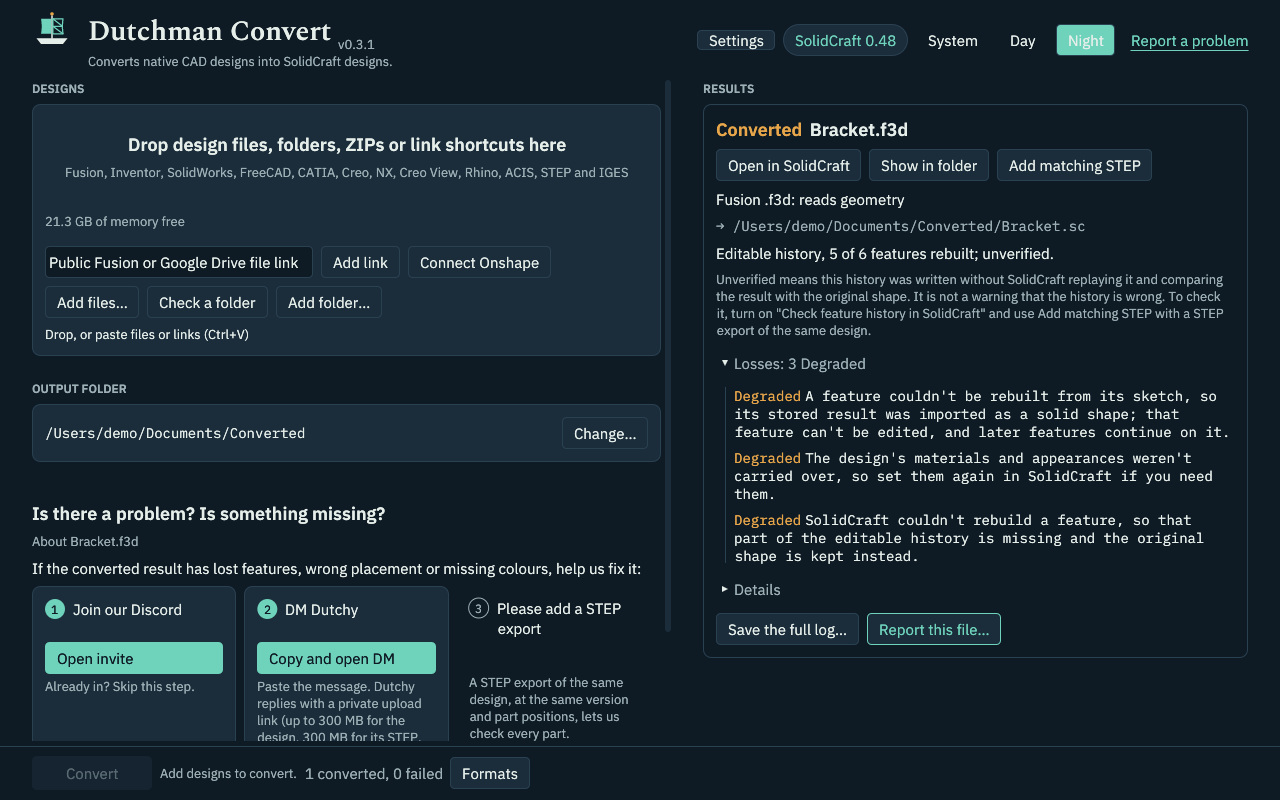 Dutchman Convert v0.3.1
Converts native CAD designs into SolidCraft designs.
Settings
SolidCraft 0.48
System
Day
Night
Report a problem
DESIGNS
Drop design files, folders, ZIPs or link shortcuts here
Fusion, Inventor, SolidWorks, FreeCAD, CATIA, Creo, NX, Creo View, Rhino, ACIS, STEP and IGES
21.3 GB of memory free
Public Fusion or Google Drive file link
Add link
Connect Onshape
Add files...
Check a folder
Add folder...
Drop, or paste files or links (Ctrl+V)
OUTPUT FOLDER
/Users/demo/Documents/Converted
Change...
Is there a problem? Is something missing?
About Bracket.f3d
If the converted result has lost features, wrong placement or missing colours, help us fix it:
1 Join our Discord
Open invite
Already in? Skip this step.
2 DM Dutchy
Copy and open DM
Paste the message. Dutchy
replies with a private upload
link (up to 300 MB for the
design, 300 MB for its STEP.
3 Please add a STEP
export
A STEP export of the same
design, at the same version
and part positions, lets us
check every part.
RESULTS
Converted Bracket.f3d
Open in SolidCraft
Show in folder
Add matching STEP
Fusion .f3d: reads geometry
→ /Users/demo/Documents/Converted/Bracket.sc
Editable history, 5 of 6 features rebuilt; unverified.
Unverified means this history was written without SolidCraft replaying it and comparing
the result with the original shape. It is not a warning that the history is wrong. To check
it, turn on "Check feature history in SolidCraft" and use Add matching STEP with a STEP
export of the same design.
▾ Losses: 3 Degraded
Degraded A feature couldn't be rebuilt from its sketch, so
its stored result was imported as a solid shape; that
feature can't be edited, and later features continue on it.
Degraded The design's materials and appearances weren't
carried over, so set them again in SolidCraft if you need
them.
Degraded SolidCraft couldn't rebuild a feature, so that
part of the editable history is missing and the original
shape is kept instead.
▸ Details
Save the full log...
Report this file...
Convert
Add designs to convert.
1 converted, 0 failed
Formats